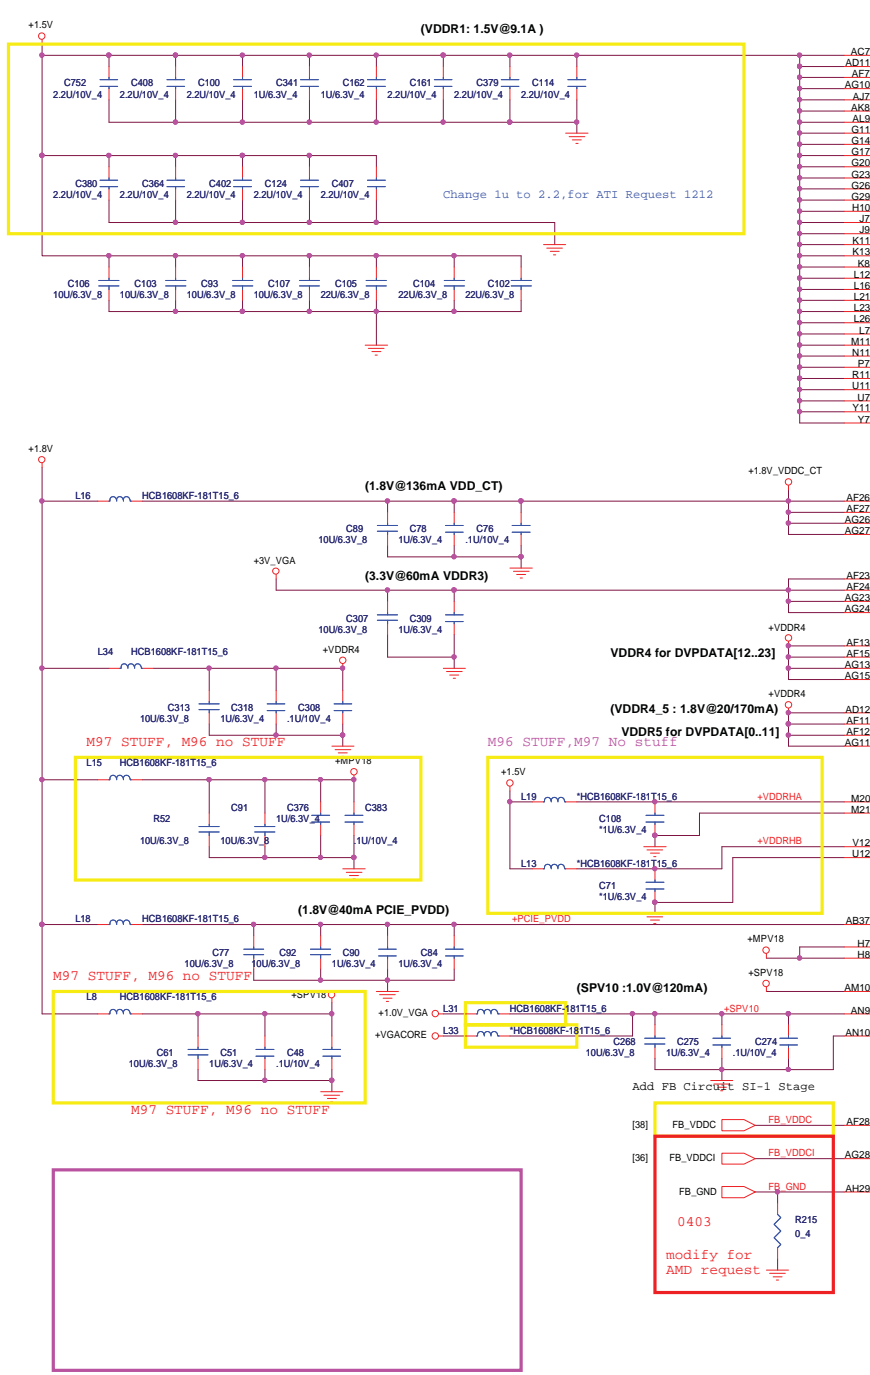 +1.5V
(VDDR1: 1.5V@9.1A )
C752 C408 C100 C341 C162 C161 C379 C114
2.2U/10V_4 2.2U/10V_4 2.2U/10V_4 1U/6.3V_4 1U/6.3V_4 2.2U/10V_4 2.2U/10V_4 2.2U/10V_4
C380 C364 C402 C124 C407
2.2U/10V_4 2.2U/10V_4 2.2U/10V_4 2.2U/10V_4 2.2U/10V_4
Change 1u to 2.2,for ATI Request 1212
C106 C103 C93 C107 C105 C104 C102
10U/6.3V_8 10U/6.3V_8 10U/6.3V_8 10U/6.3V_8 22U/6.3V_8 22U/6.3V_8 22U/6.3V_8
AC7
AD11
AF7
AG10
AJ7
AK8
AL9
G11
G14
G17
G20
G23
G26
G29
H10
J7
J9
K11
K13
K8
L12
L16
L21
L23
L26
L7
M11
N11
P7
R11
U11
U7
Y11
Y7
+1.8V
L16 HCB1608KF-181T15_6
(1.8V@136mA VDD_CT)
+1.8V_VDDC_CT
C89 C78 C76
10U/6.3V_8 1U/6.3V_4 .1U/10V_4
AF26
AF27
AG26
AG27
+3V_VGA
(3.3V@60mA VDDR3)
C307 C309
10U/6.3V_8 1U/6.3V_4
AF23
AF24
AG23
AG24
L34 HCB1608KF-181T15_6
+VDDR4
C313 C318 C308
10U/6.3V_8 1U/6.3V_4 .1U/10V_4
+VDDR4
VDDR4 for DVPDATA[12..23]
AF13
AF15
AG13
AG15
+VDDR4
(VDDR4_5 : 1.8V@20/170mA)
VDDR5 for DVPDATA[0..11]
AD12
AF11
AF12
AG11
M97 STUFF, M96 no STUFF
L15 HCB1608KF-181T15_6
+MPV18
R52 C91 C376 C383
10U/6.3V_8 10U/6.3V_8 1U/6.3V_4 .1U/10V_4
M96 STUFF,M97 No stuff
+1.5V
L19 *HCB1608KF-181T15_6
+VDDRHA
M20
M21
C108
*1U/6.3V_4
L13 *HCB1608KF-181T15_6
+VDDRHB
V12
U12
C71
*1U/6.3V_4
L18 HCB1608KF-181T15_6
(1.8V@40mA PCIE_PVDD)
+PCIE_PVDD
AB37
C77 C92 C90 C84
10U/6.3V_8 10U/6.3V_8 1U/6.3V_4 1U/6.3V_4
+MPV18
H7
H8
+SPV18
AM10
M97 STUFF, M96 no STUFF
L8 HCB1608KF-181T15_6
+SPV18
C61 C51 C48
10U/6.3V_8 1U/6.3V_4 .1U/10V_4
M97 STUFF, M96 no STUFF
(SPV10 :1.0V@120mA)
+1.0V_VGA L31 HCB1608KF-181T15_6
+SPV10
AN9
+VGACORE L33 *HCB1608KF-181T15_6
AN10
C268 C275 C274
10U/6.3V_8 1U/6.3V_4 .1U/10V_4
Add FB Circuit SI-1 Stage
[38] FB_VDDC FB_VDDC AF28
[36] FB_VDDCI FB_VDDCI AG28
FB_GND FB_GND AH29
0403
R215
0_4
modify for
AMD request